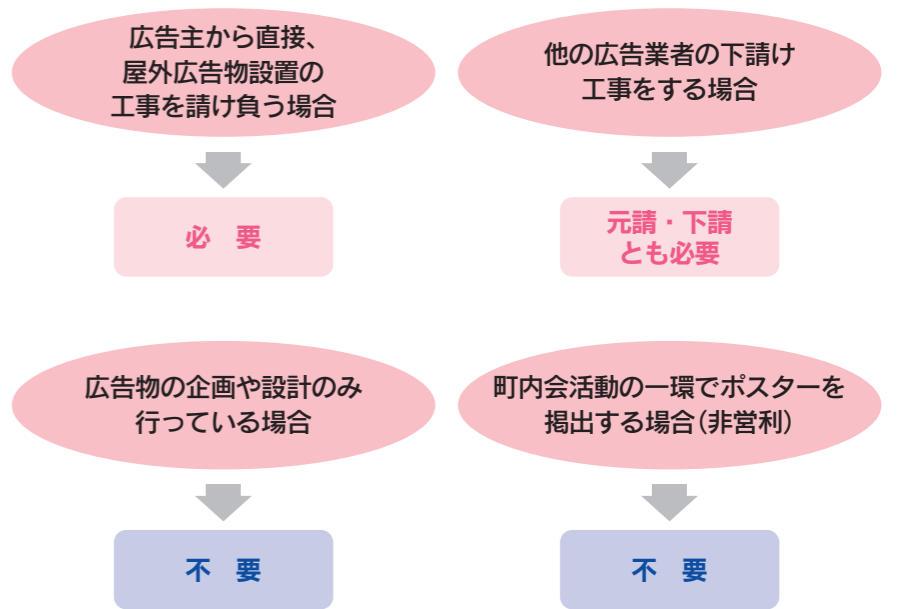 広告主から直接、
屋外広告物設置の
工事を請け負う場合
必　要
他の広告業者の下請け
工事をする場合
元請・下請
とも必要
広告物の企画や設計のみ
行っている場合
不　要
町内会活動の一環でポスターを
掲出する場合(非営利)
不　要